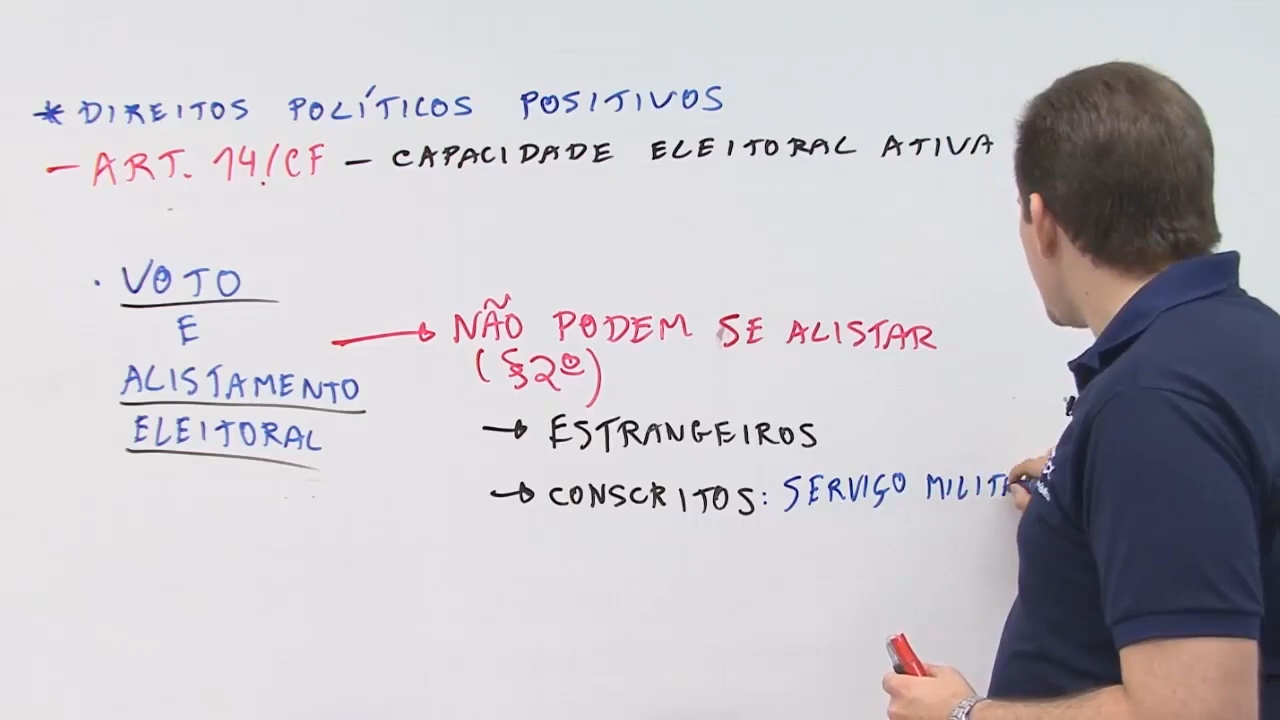 * DIREITOS POLÍTICOS POSITIVOS
- ART. 14/CF - CAPACIDADE ELEITORAL ATIVA
· VOTO
E
ALISTAMENTO
ELEITORAL
→ NÃO PODEM SE ALISTAR
(§2º)
→ ESTRANGEIROS
→ CONSCRITOS: SERVIÇO MILIT